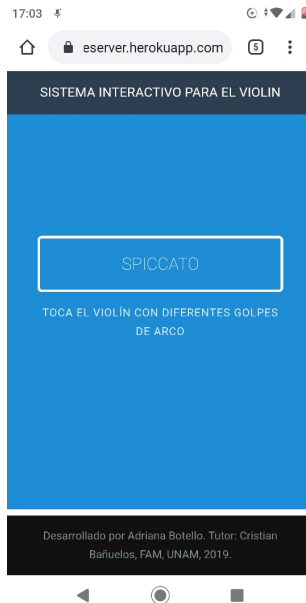 17:03
eserver.herokuapp.com
5
SISTEMA INTERACTIVO PARA EL VIOLIN
SPICCATO
TOCA EL VIOLÍN CON DIFERENTES GOLPES
DE ARCO
Desarrollado por Adriana Botello. Tutor: Cristian
Bañuelos, FAM, UNAM, 2019.